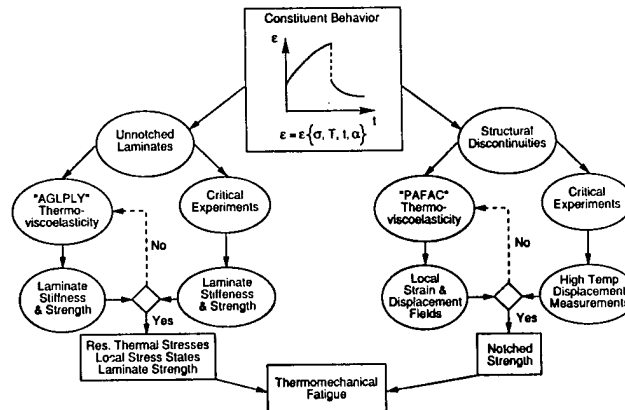 Constituent Behavior
ε
t
ε = ε{σ, T, t, α}
Unnotched
Laminates
Structural
Discontinuities
"AGLPLY"
Thermo-
viscoelasticity
Critical
Experiments
"PAFAC"
Thermo-
viscoelasticity
Critical
Experiments
No
No
Laminate
Stiffness
& Strength
Laminate
Stiffeness
& Strength
Local
Strain &
Displacement
Fields
High Temp
Displacement
Measurements
Yes
Yes
Res. Thermal Stresses
Local Stress States
Laminate Strength
Notched
Strength
Thermomechanical
Fatigue